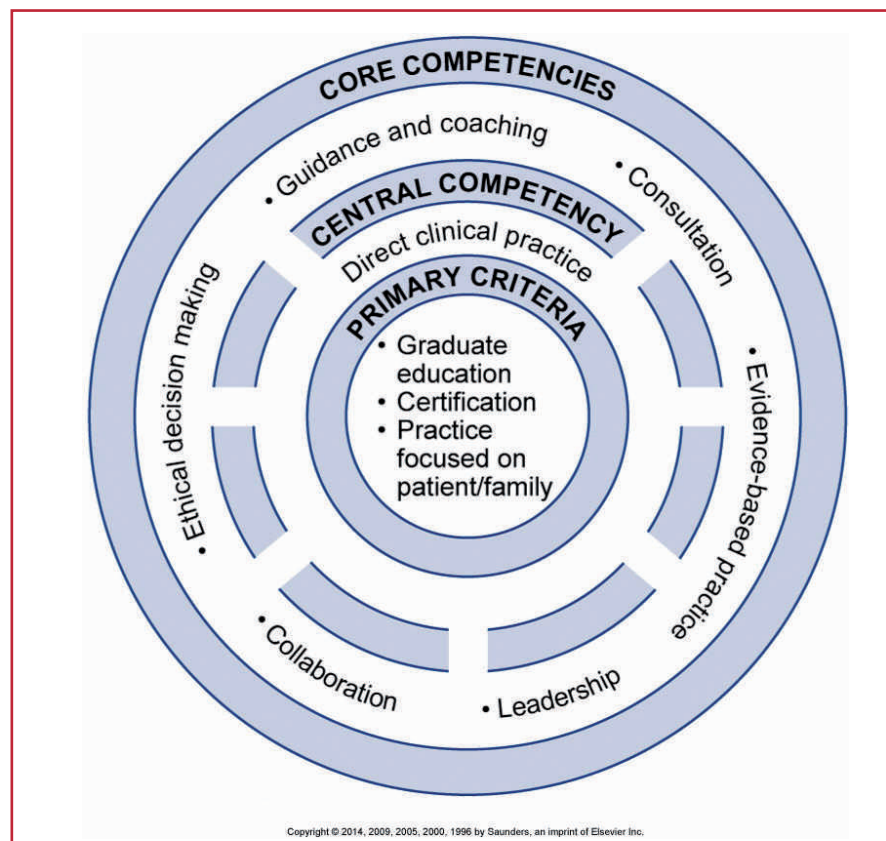 CORE COMPETENCIES
• Guidance and coaching
• Consultation
• Evidence-based practice
• Leadership
• Collaboration
• Ethical decision making
CENTRAL COMPETENCY
Direct clinical practice
PRIMARY CRITERIA
• Graduate
education
• Certification
• Practice
focused on
patient/family
Copyright © 2014, 2009, 2005, 2000, 1996 by Saunders, an imprint of Elsevier Inc.